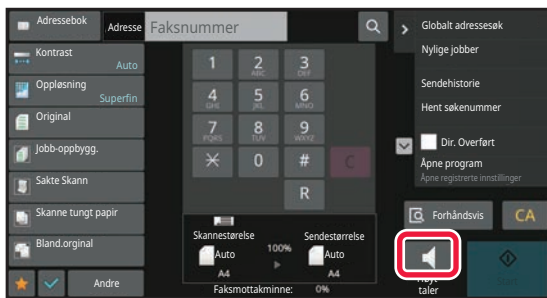 Adressebok
Adresse
Faksnummer
Kontrast
Auto
Oppløsning
Superfin
Original
Jobb-oppbygg.
Sakte Skann
Skanne tungt papir
Bland.orginal
Andre
1
2
ABC
3
DEF
4
GHI
5
JKL
6
MNO
7
PQRS
8
TUV
9
WXYZ
0
#
C
R
Skannestørelse
Auto
A4
100%
Sendestørrelse
Auto
A4
Faksmottakminne: 0%
Globalt adressesøk
Nylige jobber
Sendehistorie
Hent søkenummer
Dir. Overført
Åpne program
Åpne registrerte innstillinger
Forhåndsvis
CA
Høyt-
taler
Start